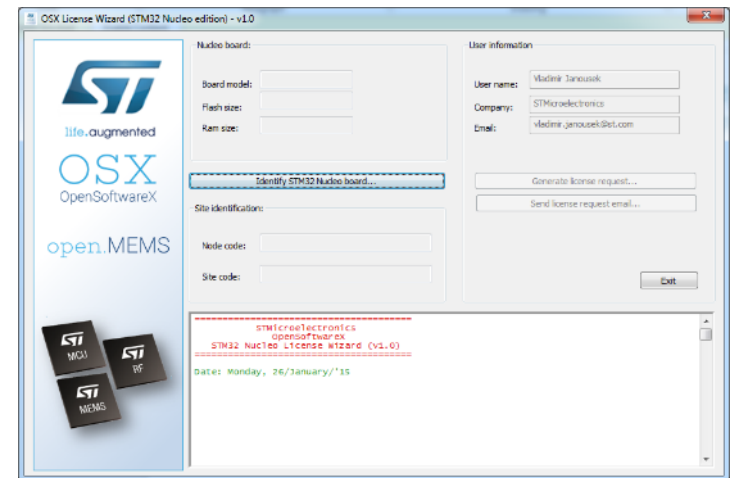 OSX License Wizard (STM32 Nucleo edition) - v1.0
life.augmented
OSX
OpenSoftwareX
open.MEMS
MCU
RF
MEMS
Nucleo board:
Board model:
Flash size:
Ram size:
Identify STM32 Nucleo board...
Site identification:
Node code:
Site code:
User information
User name: Vladimir Janousek
Company: STMicroelectronics
Email: vladimir.janousek@st.com
Generate license request...
Send license request email...
Exit
=======================================
STMicroelectronics
OpenSoftwareX
STM32 Nucleo License Wizard (v1.0)
=======================================
Date: Monday, 26/January/'15